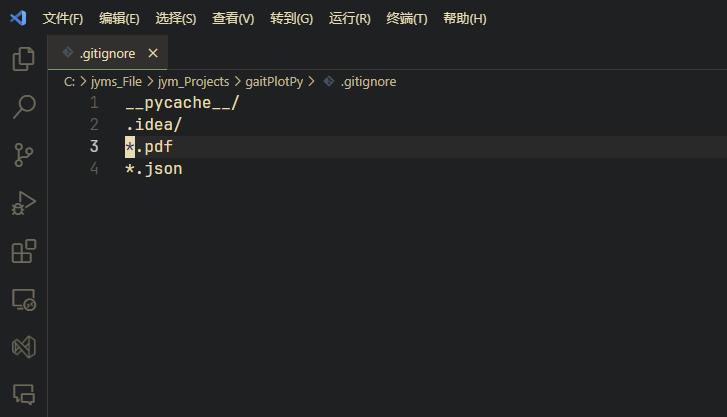 文件(F) 编辑(E) 选择(S) 查看(V) 转到(G) 运行(R) 终端(T) 帮助(H)
.gitignore
C: > jyms_File > jym_Projects > gaitPlotPy > .gitignore
1 __pycache__/
2 .idea/
3 *.pdf
4 *.json